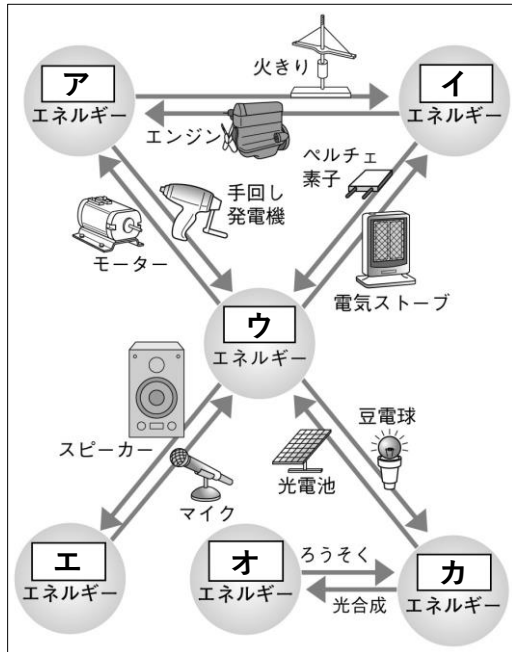 火きり
ア
エネルギー
イ
エネルギー
エンジン
ペルチェ
素子
手回し
発電機
モーター
電気ストーブ
ウ
エネルギー
スピーカー
マイク
豆電球
光電池
エ
エネルギー
オ
エネルギー
ろうそく
光合成
カ
エネルギー